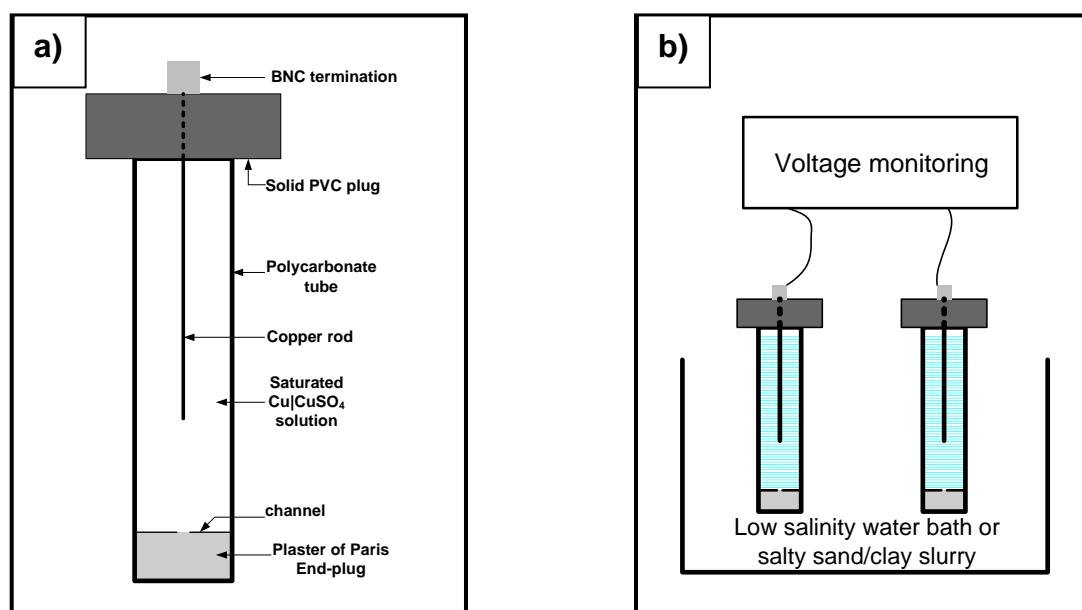 a)
BNC termination
Solid PVC plug
Polycarbonate
tube
Copper rod
Saturated
Cu|CuSO₄
solution
channel
Plaster of Paris
End-plug
b)
Voltage monitoring
Low salinity water bath or
salty sand/clay slurry